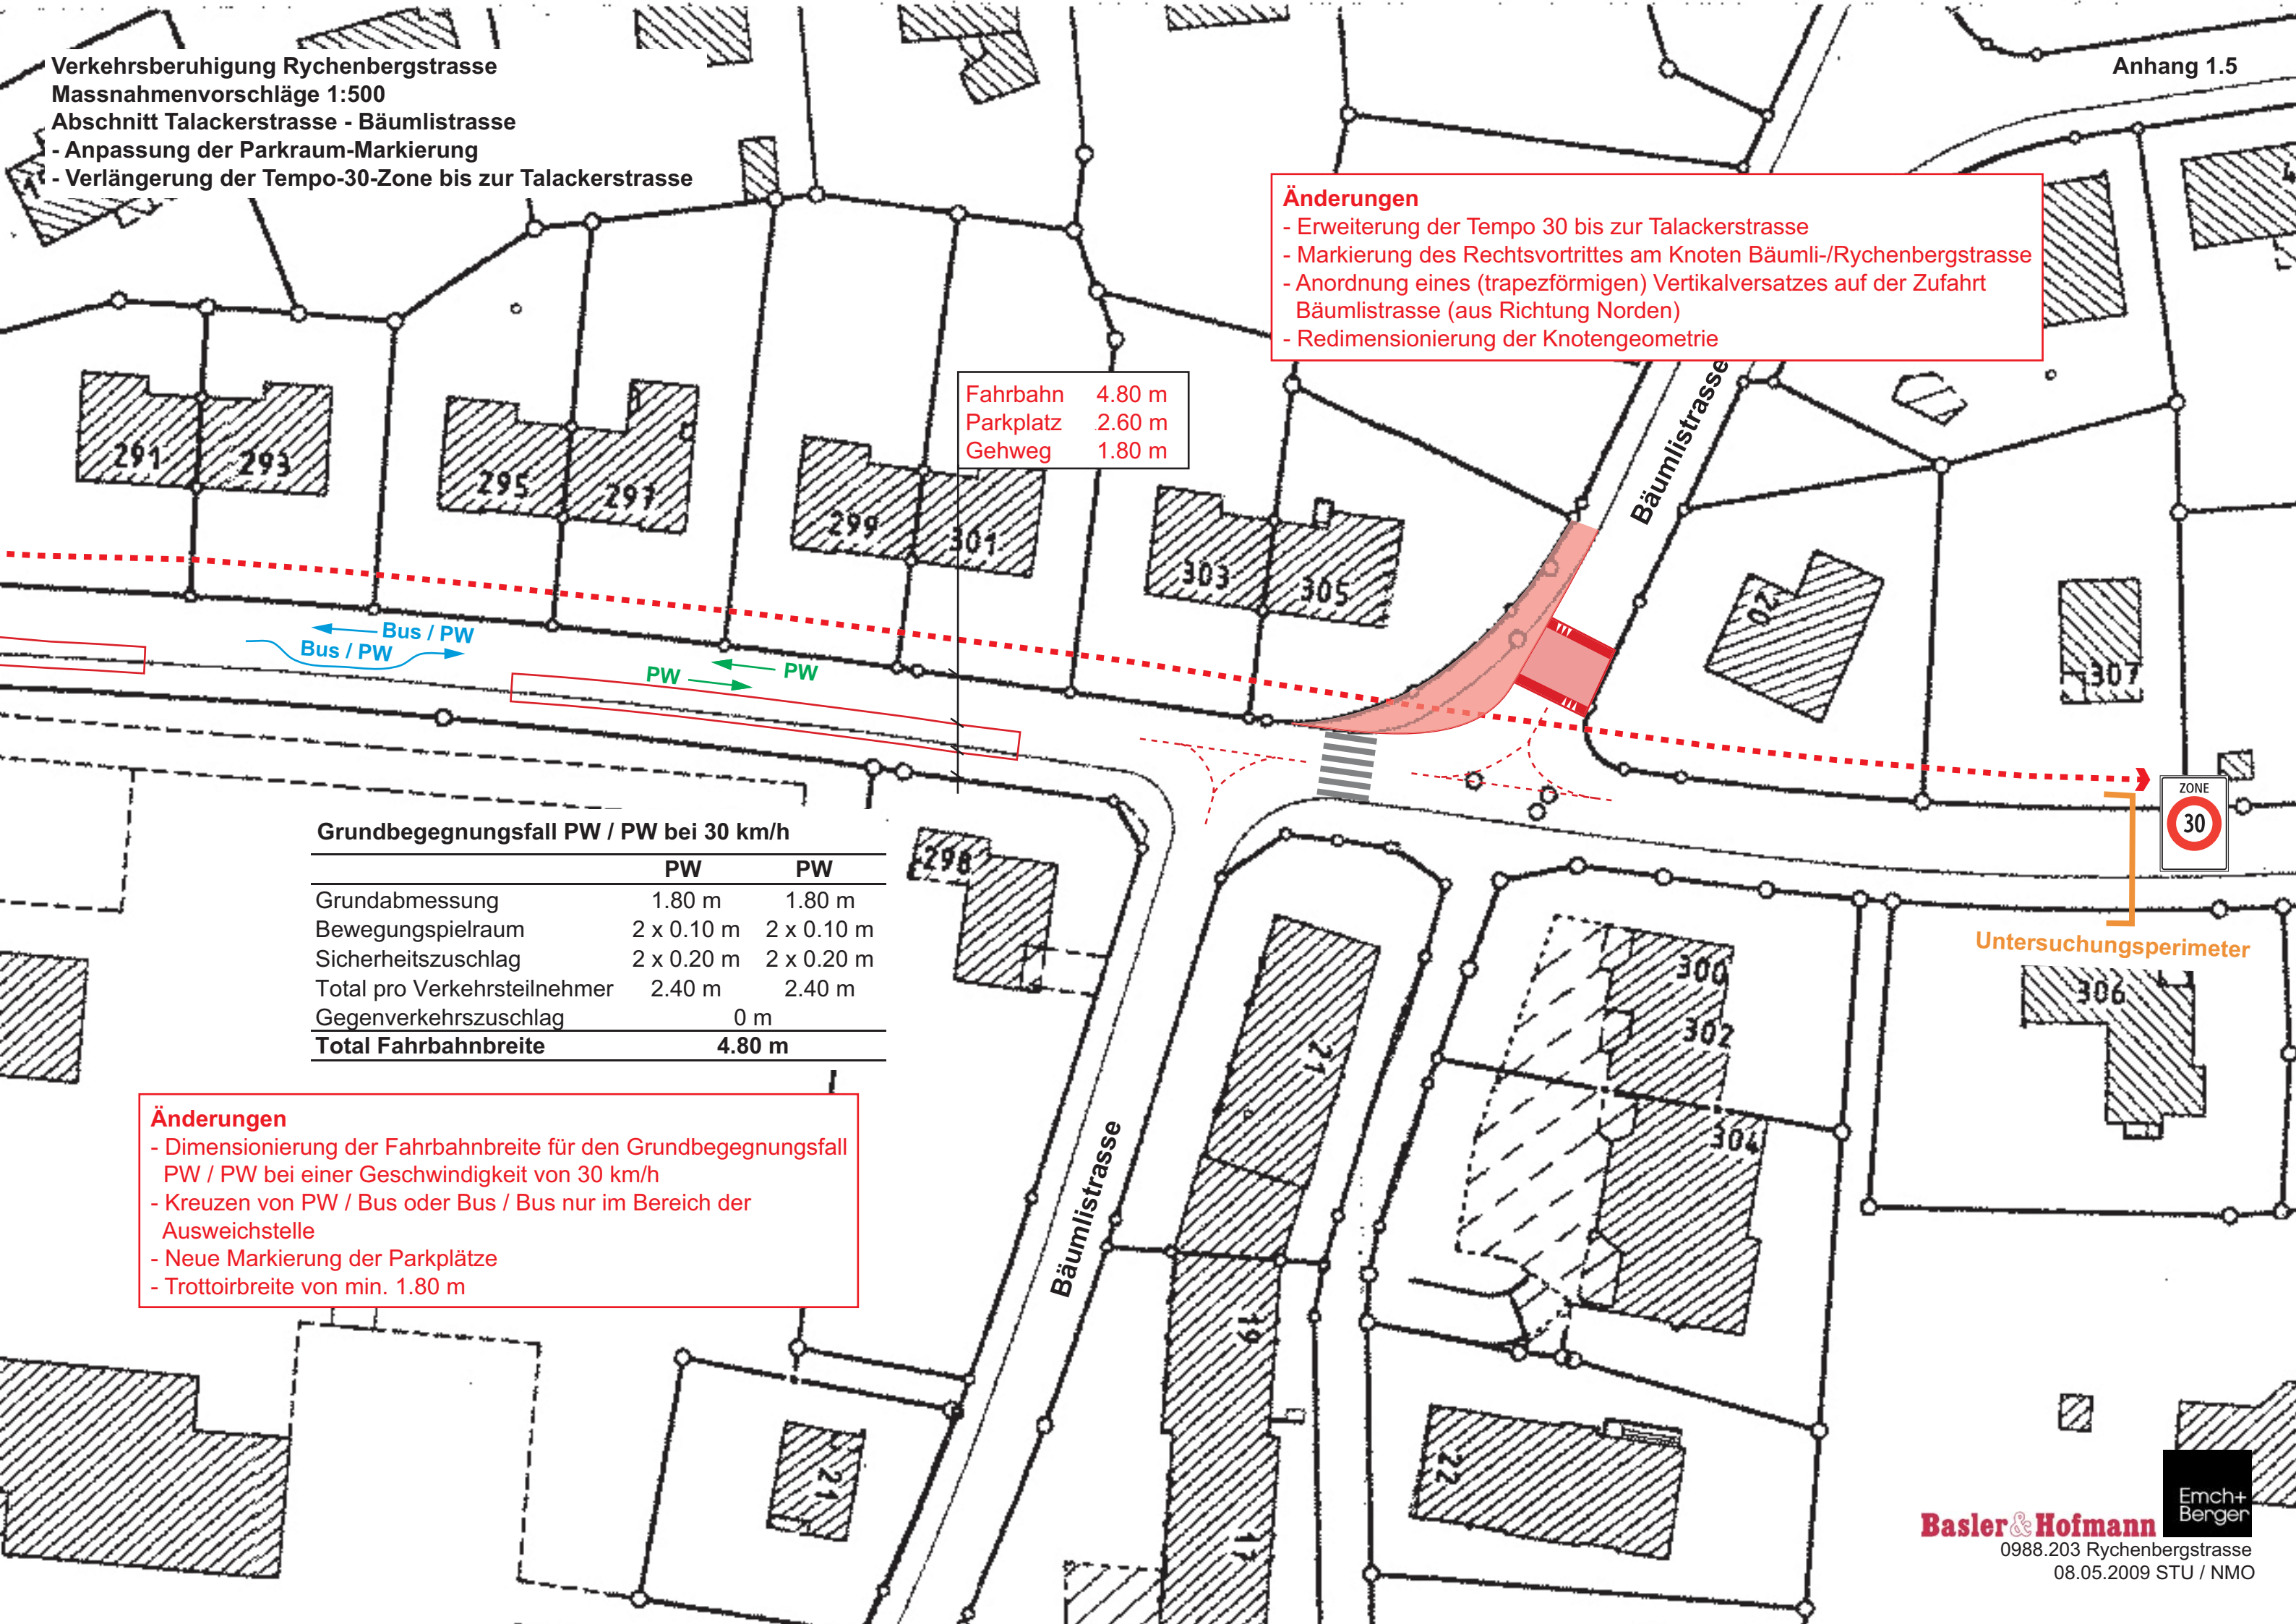 Verkehrsberuhigung Rychenbergstrasse
Massnahmenvorschläge 1:500
Abschnitt Talackerstrasse - Bäumlistrasse
- Anpassung der Parkraum-Markierung
- Verlängerung der Tempo-30-Zone bis zur Talackerstrasse
Anhang 1.5
Änderungen
- Erweiterung der Tempo 30 bis zur Talackerstrasse
- Markierung des Rechtsvortrittes am Knoten Bäumli-/Rychenbergstrasse
- Anordnung eines (trapezförmigen) Vertikalversatzes auf der Zufahrt
Bäumlistrasse (aus Richtung Norden)
- Redimensionierung der Knotengeometrie
Fahrbahn 4.80 m
Parkplatz 2.60 m
Gehweg 1.80 m
Bäumlistrasse
291
293
295
297
299
301
303
305
20
307
Bus / PW
Bus / PW
PW
PW
ZONE
30
Untersuchungsperimeter
Grundbegegnungsfall PW / PW bei 30 km/h
PW PW
Grundabmessung 1.80 m 1.80 m
Bewegungspielraum 2 x 0.10 m 2 x 0.10 m
Sicherheitszuschlag 2 x 0.20 m 2 x 0.20 m
Total pro Verkehrsteilnehmer 2.40 m 2.40 m
Gegenverkehrszuschlag 0 m
Total Fahrbahnbreite 4.80 m
298
300
302
304
306
21
Änderungen
- Dimensionierung der Fahrbahnbreite für den Grundbegegnungsfall
PW / PW bei einer Geschwindigkeit von 30 km/h
- Kreuzen von PW / Bus oder Bus / Bus nur im Bereich der
Ausweichstelle
- Neue Markierung der Parkplätze
- Trottoirbreite von min. 1.80 m
Bäumlistrasse
19
17
22
Emch+
Berger
Basler & Hofmann
0988.203 Rychenbergstrasse
08.05.2009 STU / NMO